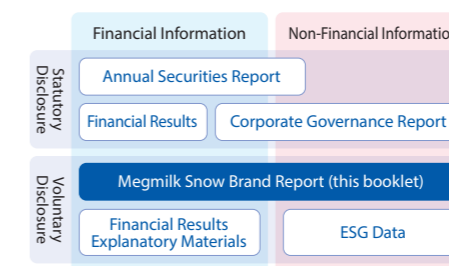 Financial Information
Non-Financial Informatio
Statutory
Disclosure
Annual Securities Report
Financial Results
Corporate Governance Report
Voluntary
Disclosure
Megmilk Snow Brand Report (this booklet)
Financial Results
Explanatory Materials
ESG Data